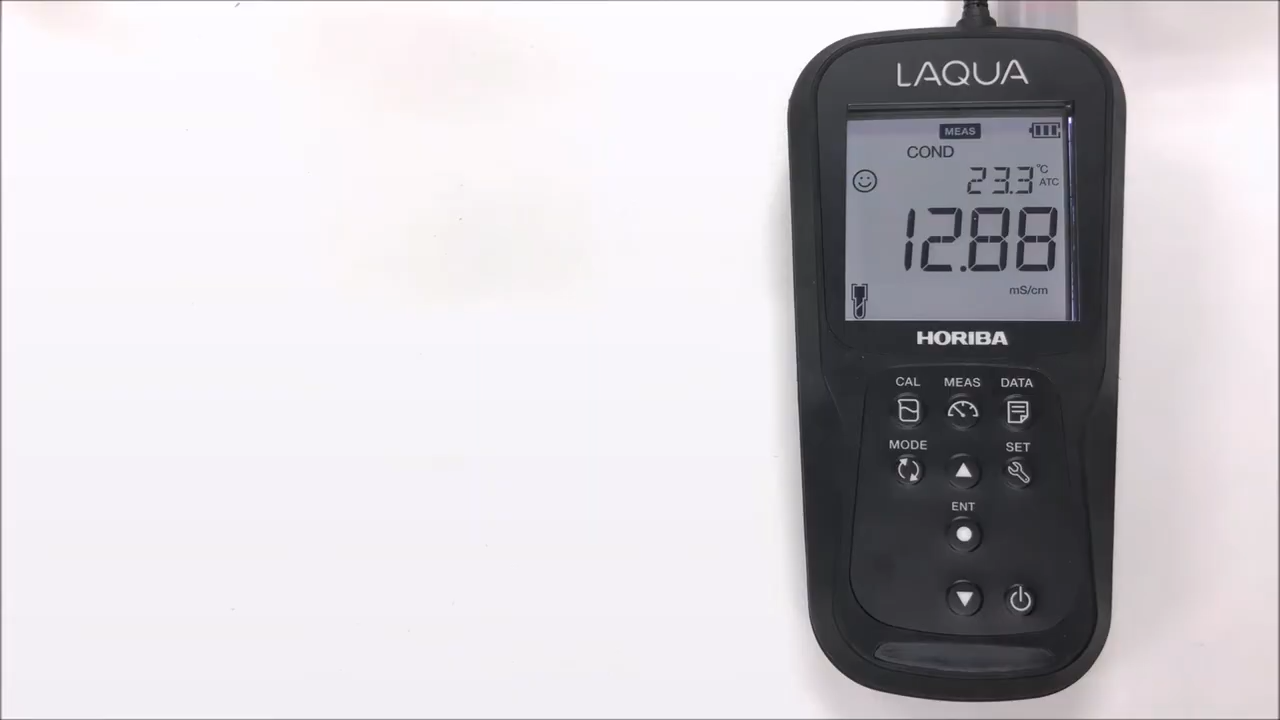 LAQUA
MEAS
COND
23.3 °C
ATC
12.88
mS/cm
HORIBA
CAL MEAS DATA
MODE SET
ENT